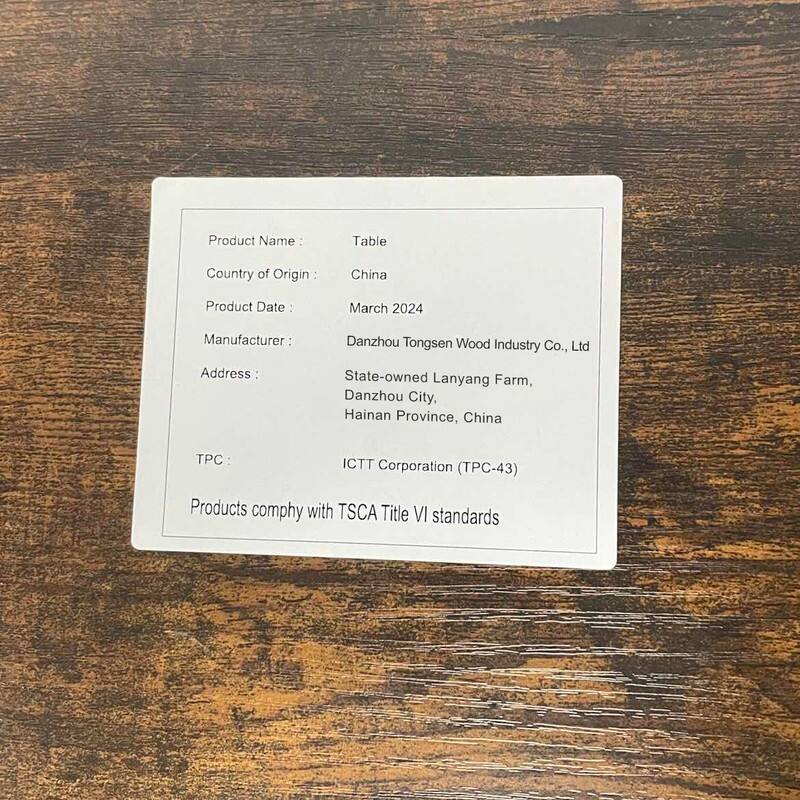 Product Name : Table
Country of Origin : China
Product Date : March 2024
Manufacturer : Danzhou Tongsen Wood Industry Co., Ltd
Address : State-owned Lanyang Farm,
Danzhou City,
Hainan Province, China
TPC : ICTT Corporation (TPC-43)
Products comphy with TSCA Title VI standards